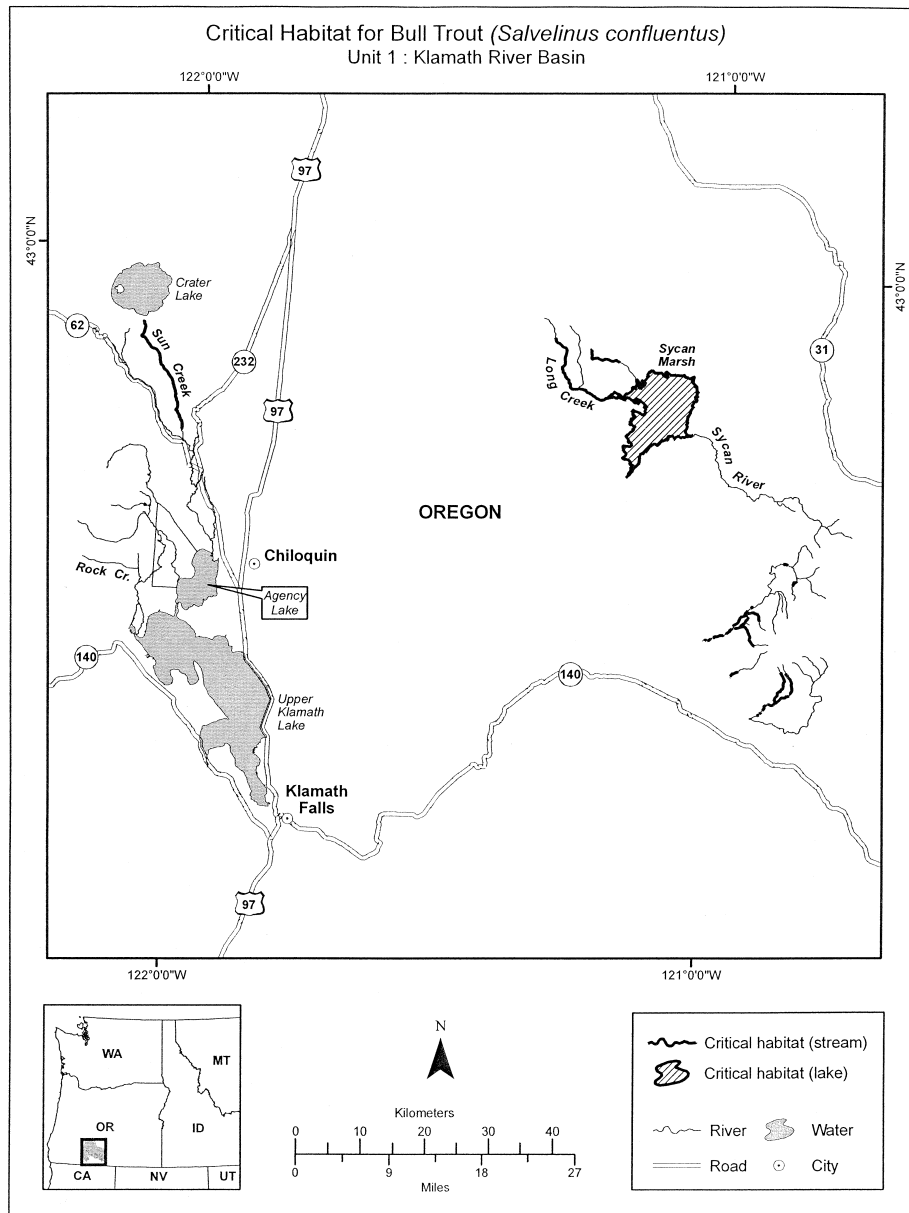 Critical Habitat for Bull Trout (Salvelinus confluentus)
Unit 1 : Klamath River Basin
122°0'0"W
121°0'0"W
43°0'0"N
43°0'0"N
97
Crater
Lake
62
Sun
Creek
232
97
31
Sycan
Marsh
Long
Creek
Sycan
River
OREGON
Chiloquin
Rock Cr.
Agency
Lake
140
140
Upper
Klamath
Lake
Klamath
Falls
97
122°0'0"W
121°0'0"W
WA
MT
OR
ID
CA
NV
UT
N
Kilometers
0 10 20 30 40
0 9 18 27
Miles
Critical habitat (stream)
Critical habitat (lake)
River
Water
Road
City